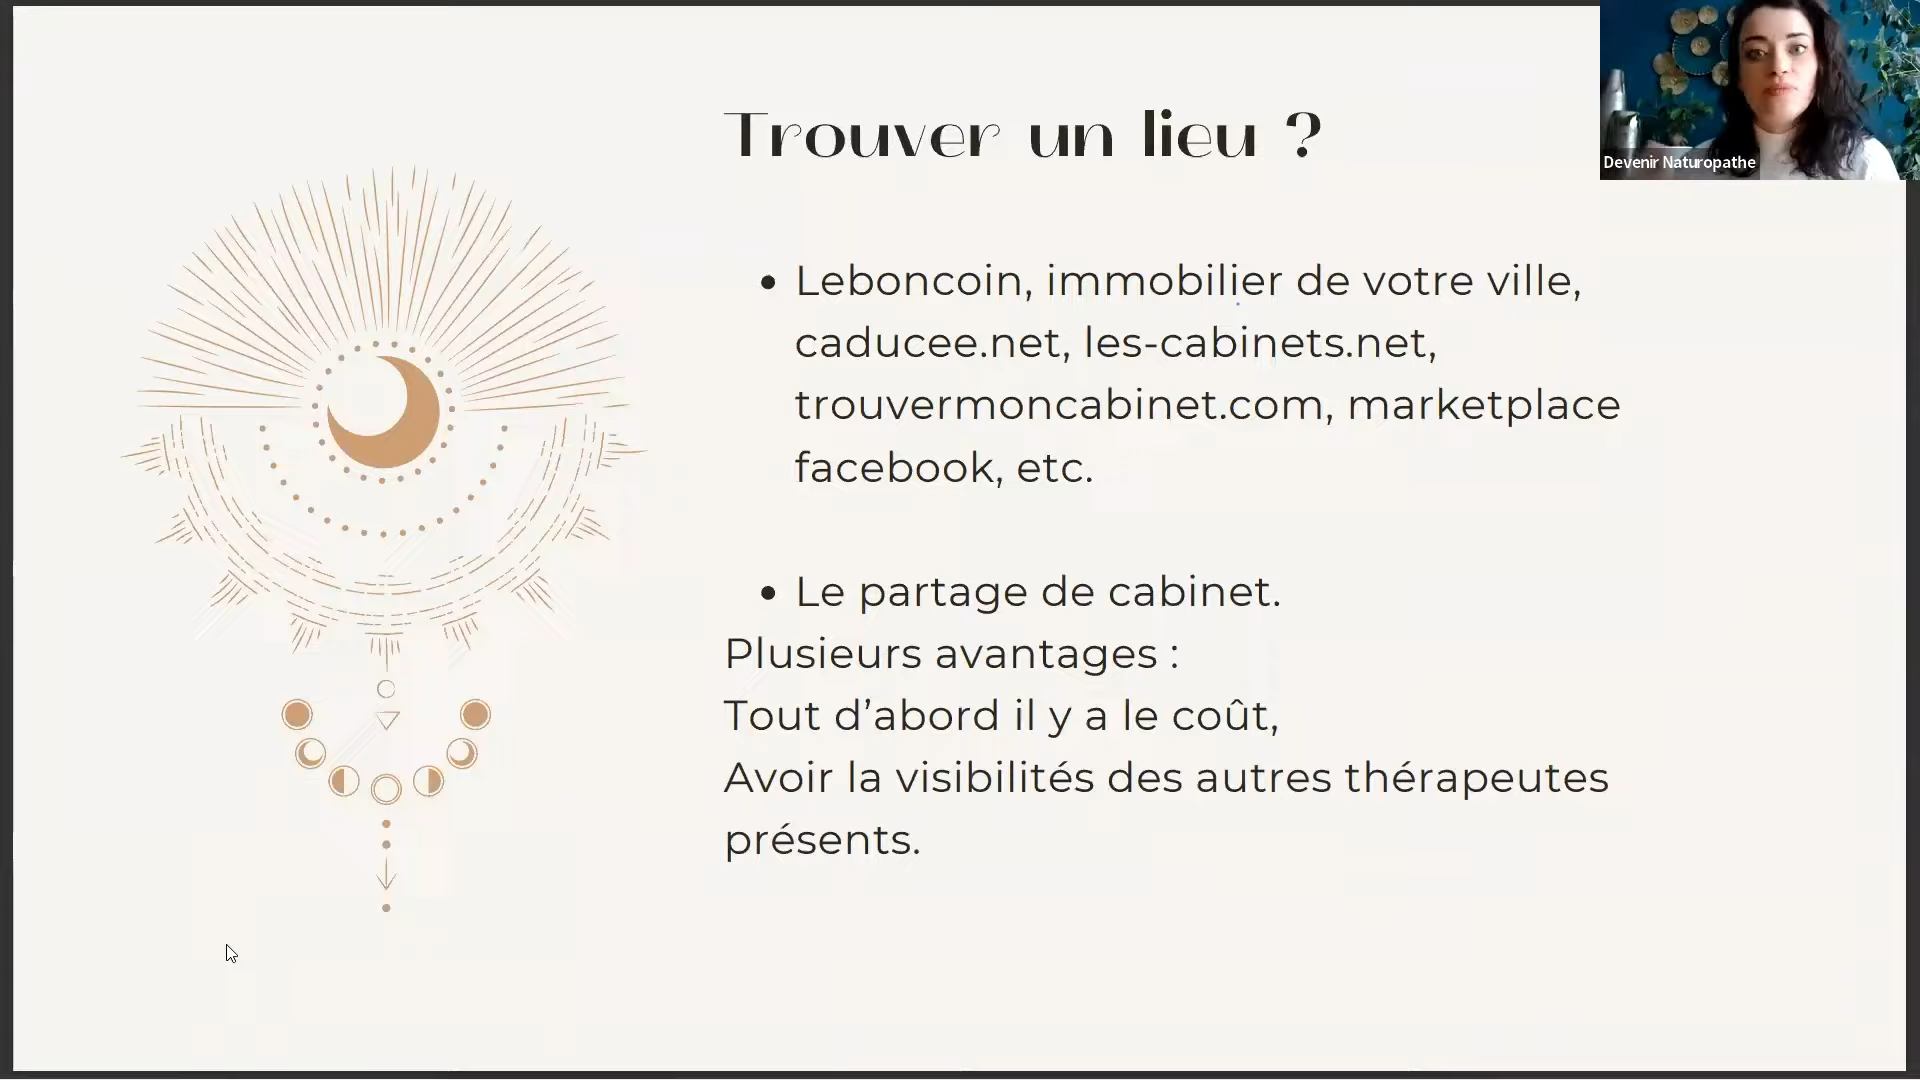 Trouver un lieu ?
Devenir Naturopathe
• Leboncoin, immobilier de votre ville,
caducee.net, les-cabinets.net,
trouvermoncabinet.com, marketplace
facebook, etc.
• Le partage de cabinet.
Plusieurs avantages :
Tout d’abord il y a le coût,
Avoir la visibilités des autres thérapeutes
présents.